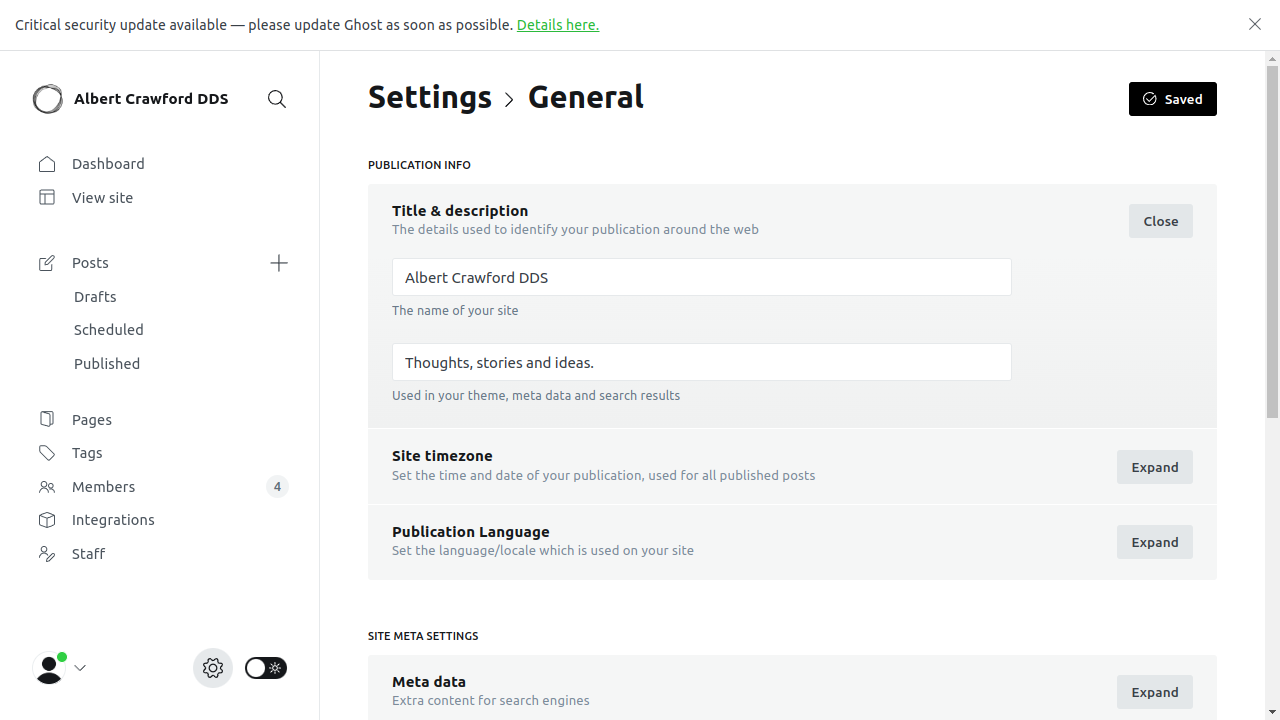 Critical security update available — please update Ghost as soon as possible. Details here.
Albert Crawford DDS
Dashboard
View site
Posts
Drafts
Scheduled
Published
Pages
Tags
Members
4
Integrations
Staff
Settings
General
Saved
PUBLICATION INFO
Title & description
The details used to identify your publication around the web
Close
Albert Crawford DDS
The name of your site
Thoughts, stories and ideas.
Used in your theme, meta data and search results
Site timezone
Set the time and date of your publication, used for all published posts
Expand
Publication Language
Set the language/locale which is used on your site
Expand
SITE META SETTINGS
Meta data
Extra content for search engines
Expand